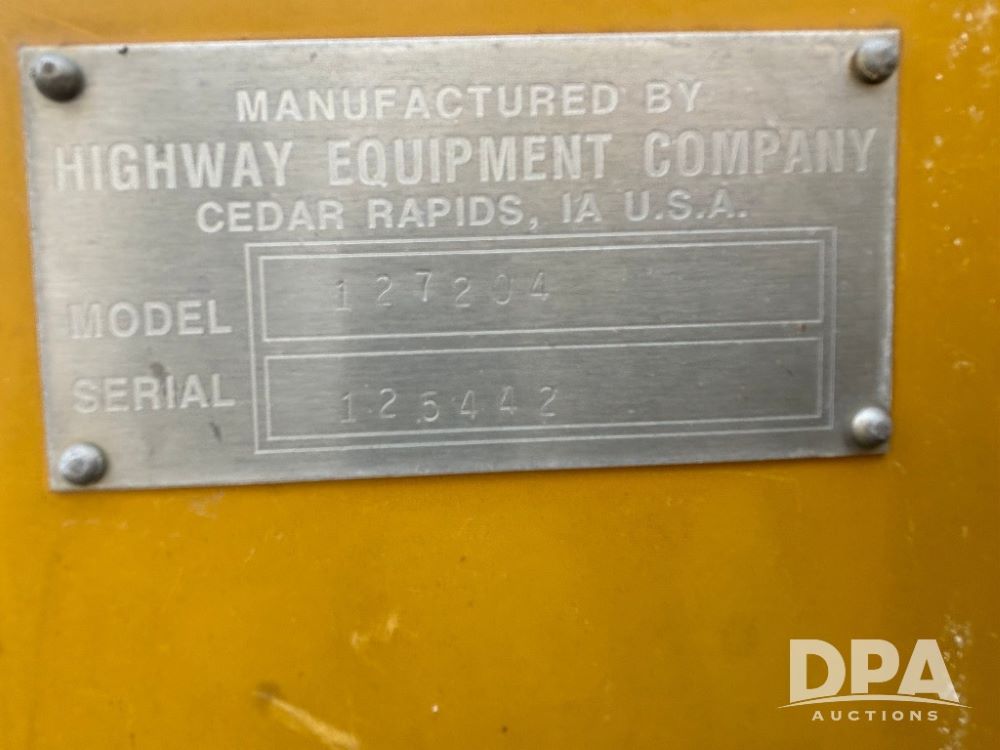 MANUFACTURED BY
HIGHWAY EQUIPMENT COMPANY
CEDAR RAPIDS, IA U.S.A.
MODEL 127204
SERIAL 125442
DPA
AUCTIONS